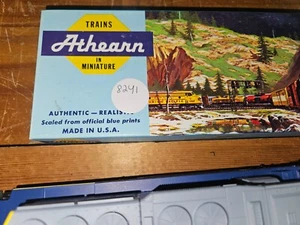 TRAINS
Athearn
IN
MINIATURE
8241
AUTHENTIC — REALISTIC
Scaled from official blue prints
MADE IN U.S.A.